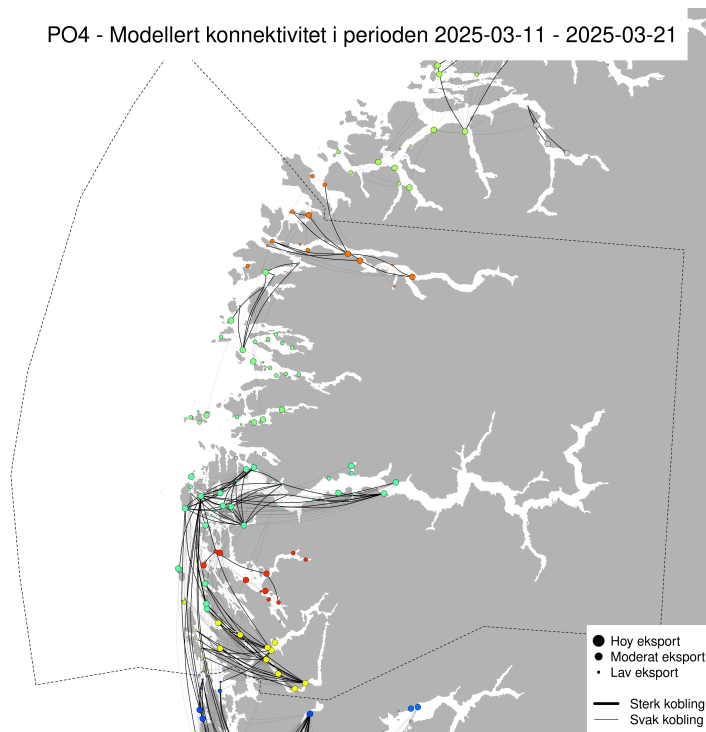 PO4 - Modellert konnektivitet i perioden 2025-03-11 - 2025-03-21
Hoy eksport
Moderat eksport
Lav eksport
Sterk kobling
Svak kobling